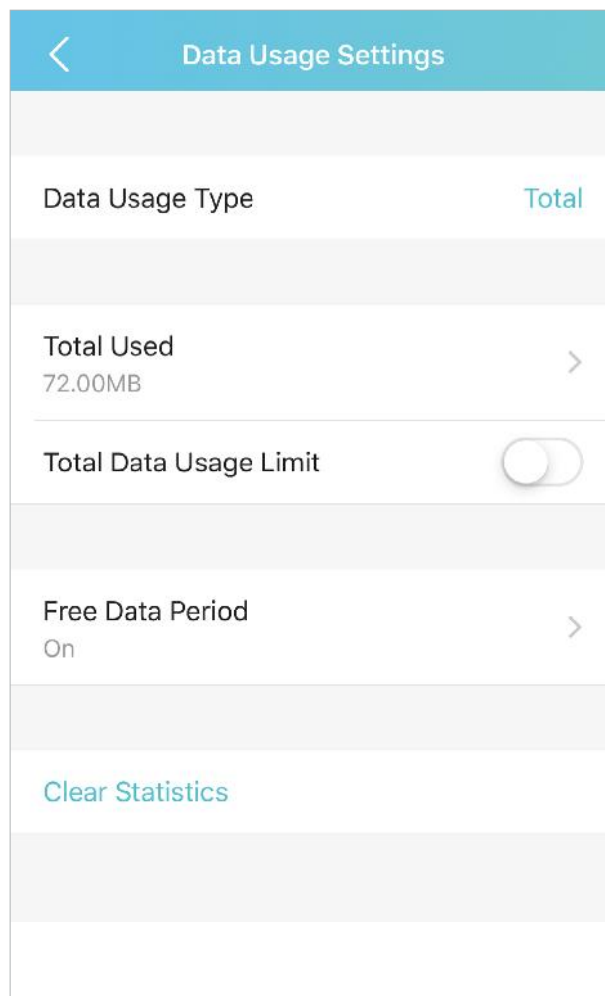 Data Usage Settings
Data Usage Type
Total
Total Used
72.00MB
Total Data Usage Limit
Free Data Period
On
Clear Statistics